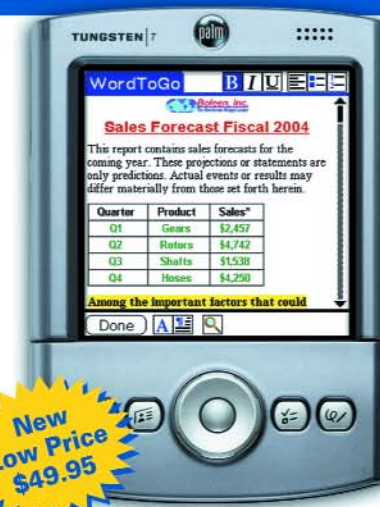 TUNGSTEN T
palm
WordToGo B I U
Bofeen, Inc.
Sales Forecast Fiscal 2004
This report contains sales forecasts for the
coming year. These projections or statements are
only predictions. Actual events or results may
differ materially from those set forth herein.
Quarter Product Sales*
Q1 Gears $2,457
Q2 Rotors $4,742
Q3 Shafts $1,538
Q4 Hoses $4,250
Among the important factors that could
Done A
New
Low Price
$49.95